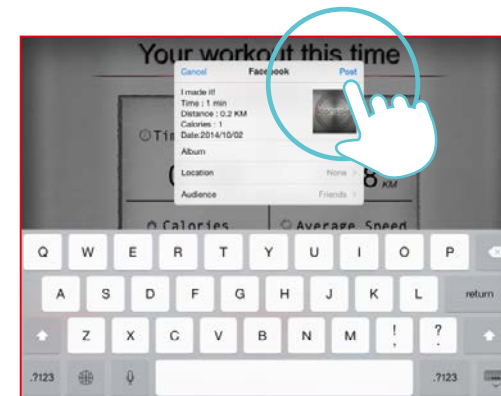 Your workout this time
Cancel Facebook Post
I made it!
Time : 1 min
Distance : 0.2 KM
Calories : 1
Date:2014/10/02
Album
Location None >
Audience Friends >
Tim
8 KM
Calories Average Speed
Q W E R T Y U I O P
A S D F G H J K L return
Z X C V B N M ! , ? .
.?123 .?123